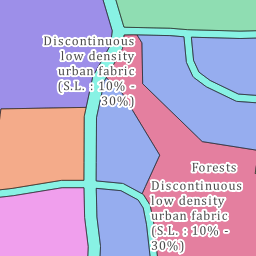 Discontinuous
low density
urban fabric
(S.L. : 10% -
30%)
Forests
Discontinuous
low density
urban fabric
(S.L. : 10% -
30%)